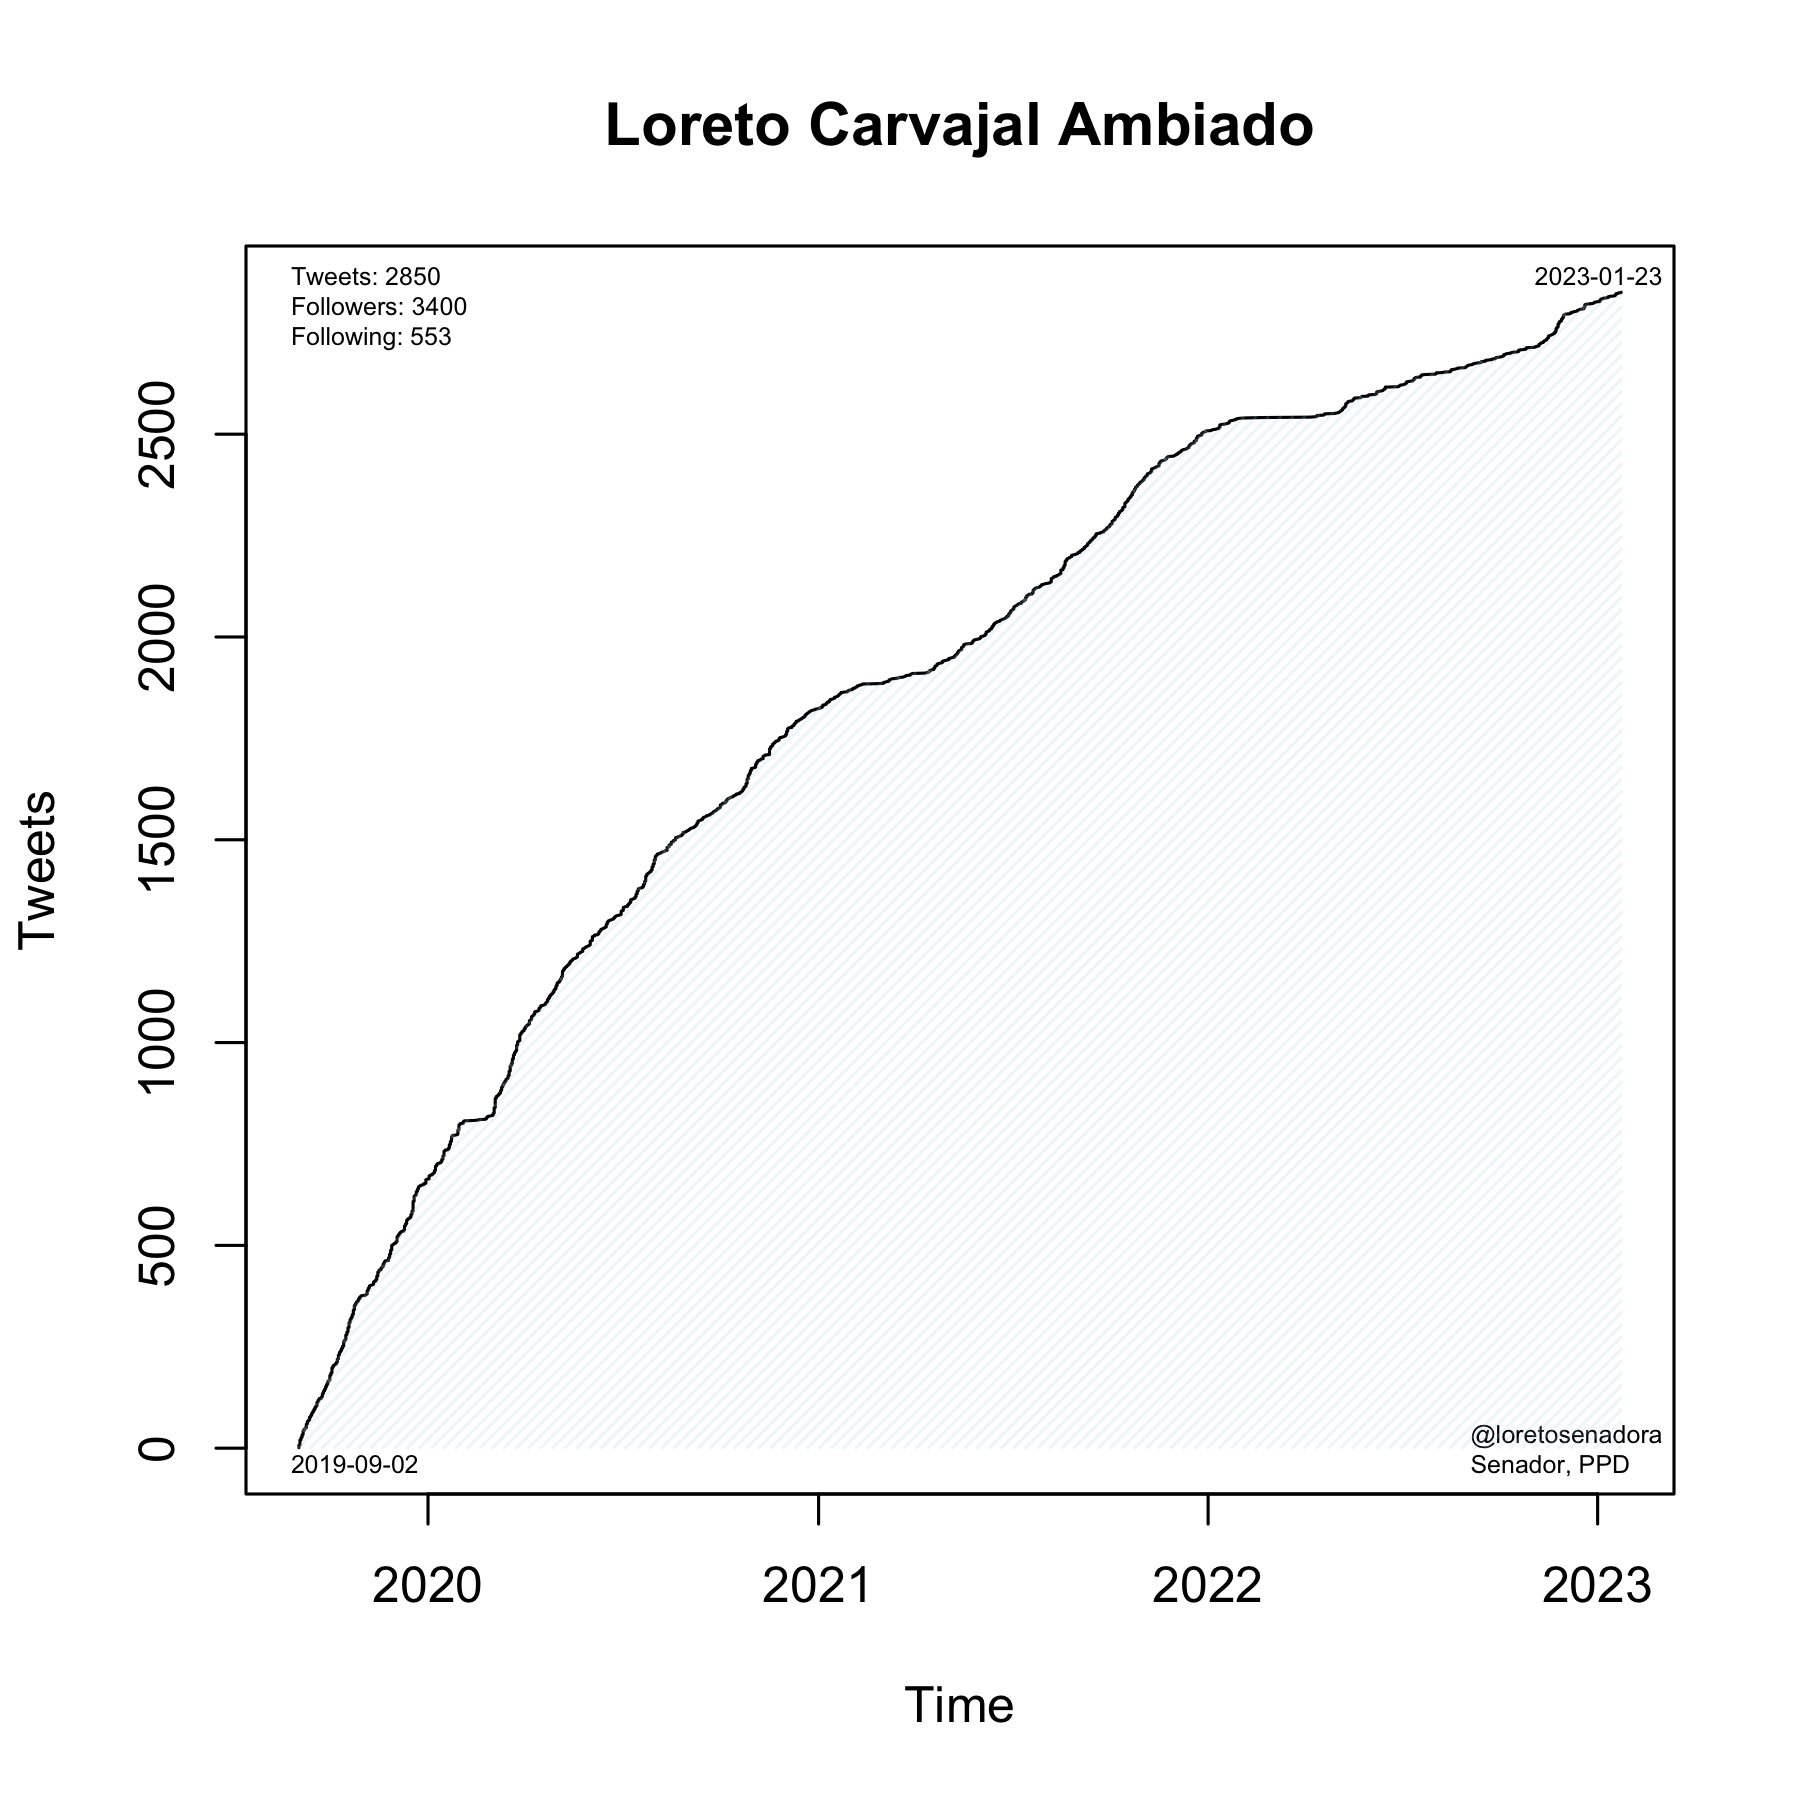 Loreto Carvajal Ambiado
Tweets: 2850
Followers: 3400
Following: 553
2023-01-23
Tweets
2500
2000
1500
1000
500
0
2019-09-02
@loretosenadora
Senador, PPD
2020
2021
2022
2023
Time